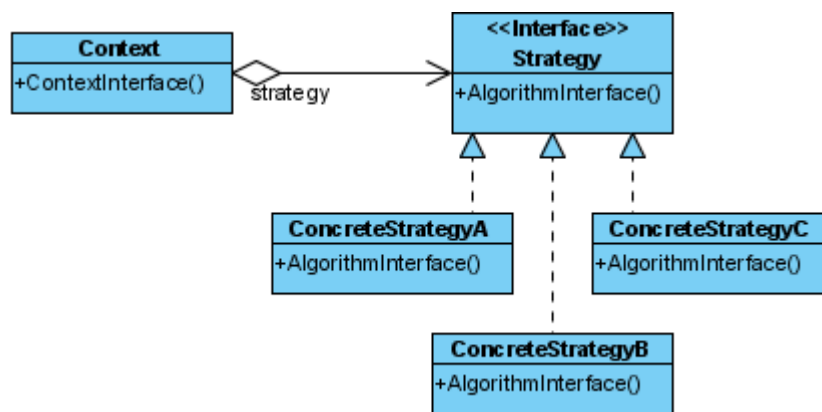 Context
+ContextInterface()
strategy
<<Interface>>
Strategy
+AlgorithmInterface()
ConcreteStrategyA
+AlgorithmInterface()
ConcreteStrategyC
+AlgorithmInterface()
ConcreteStrategyB
+AlgorithmInterface()